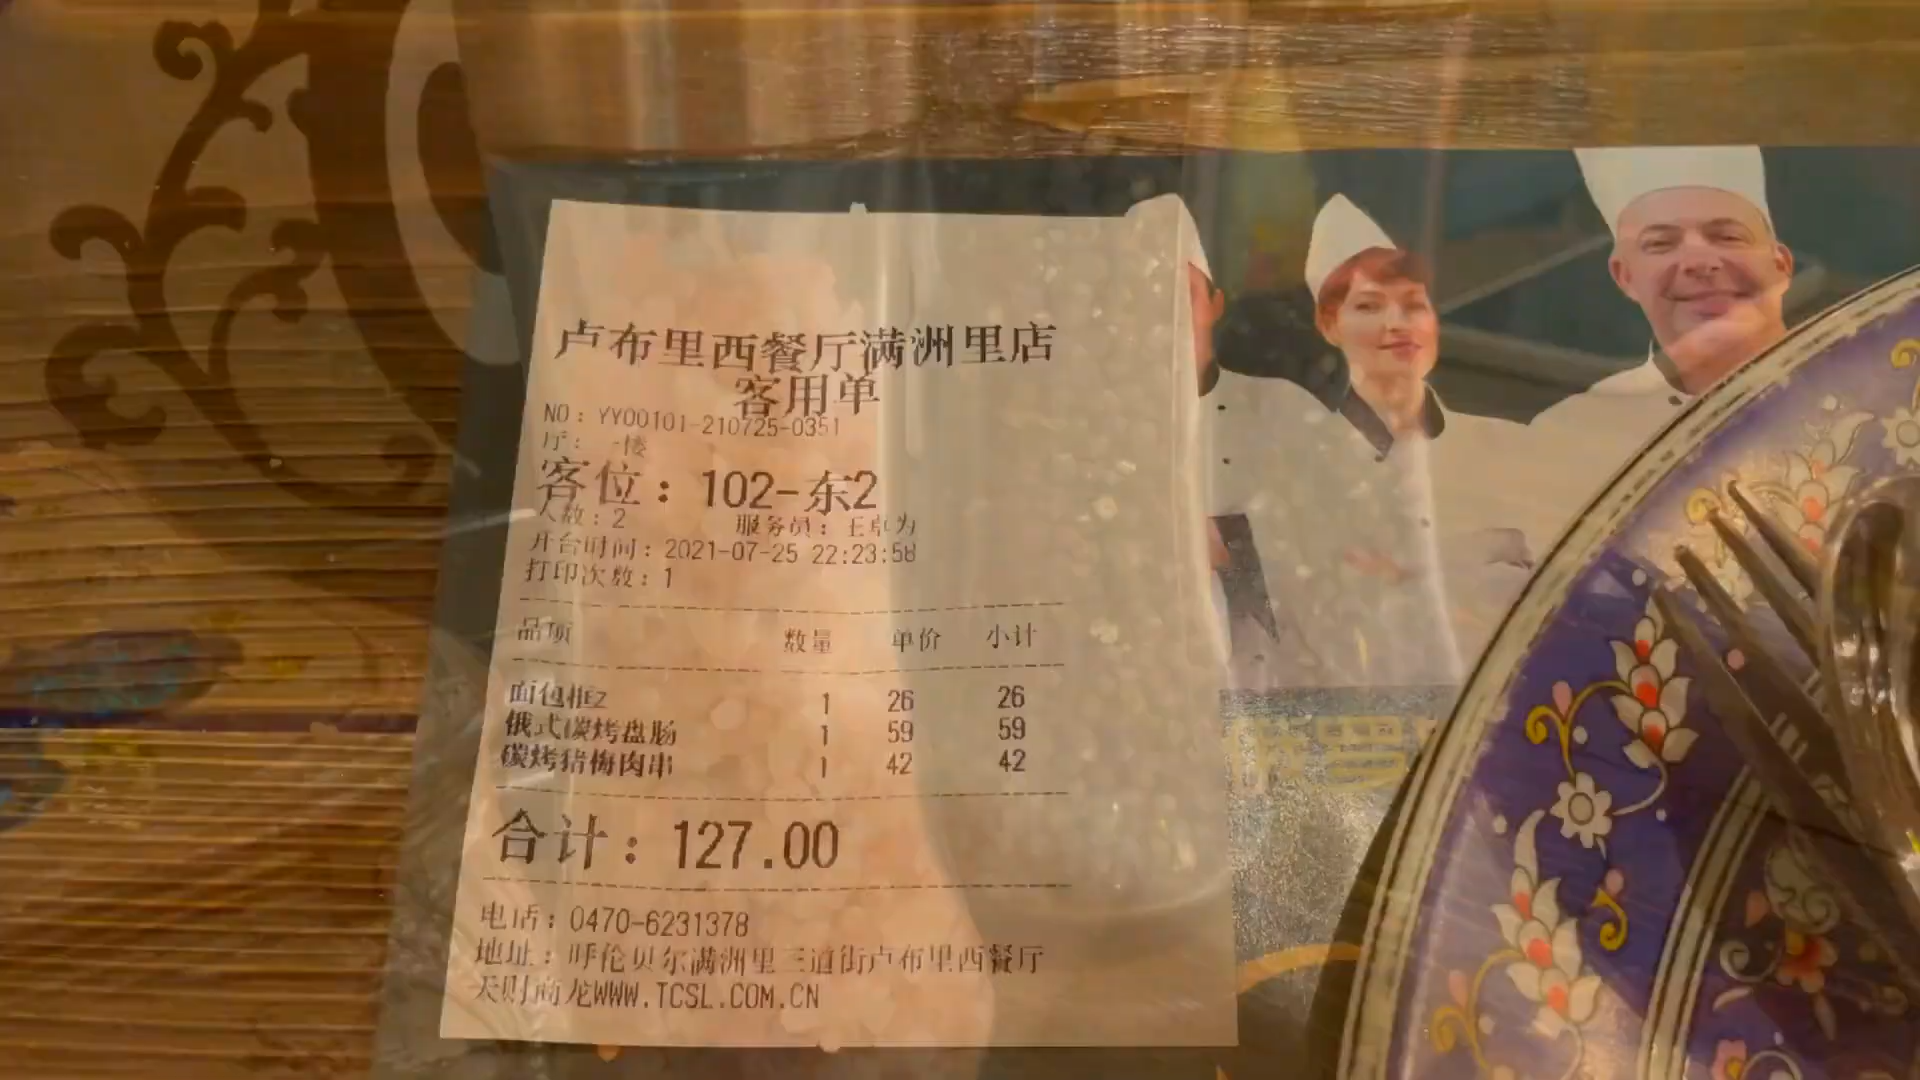 卢布里西餐厅满洲里店
客用单
NO：YY00101-210725-0351
厅：一楼
客位：102-东2
人数：2 服务员：王卓为
开台时间：2021-07-25 22:23:58
打印次数：1
品项 数量 单价 小计
面包框z 1 26 26
俄式碳烤盘肠 1 59 59
碳烤猪梅肉串 1 42 42
合计：127.00
电话：0470-6231378
地址：呼伦贝尔满洲里三道街卢布里西餐厅
天财商龙WWW.TCSL.COM.CN